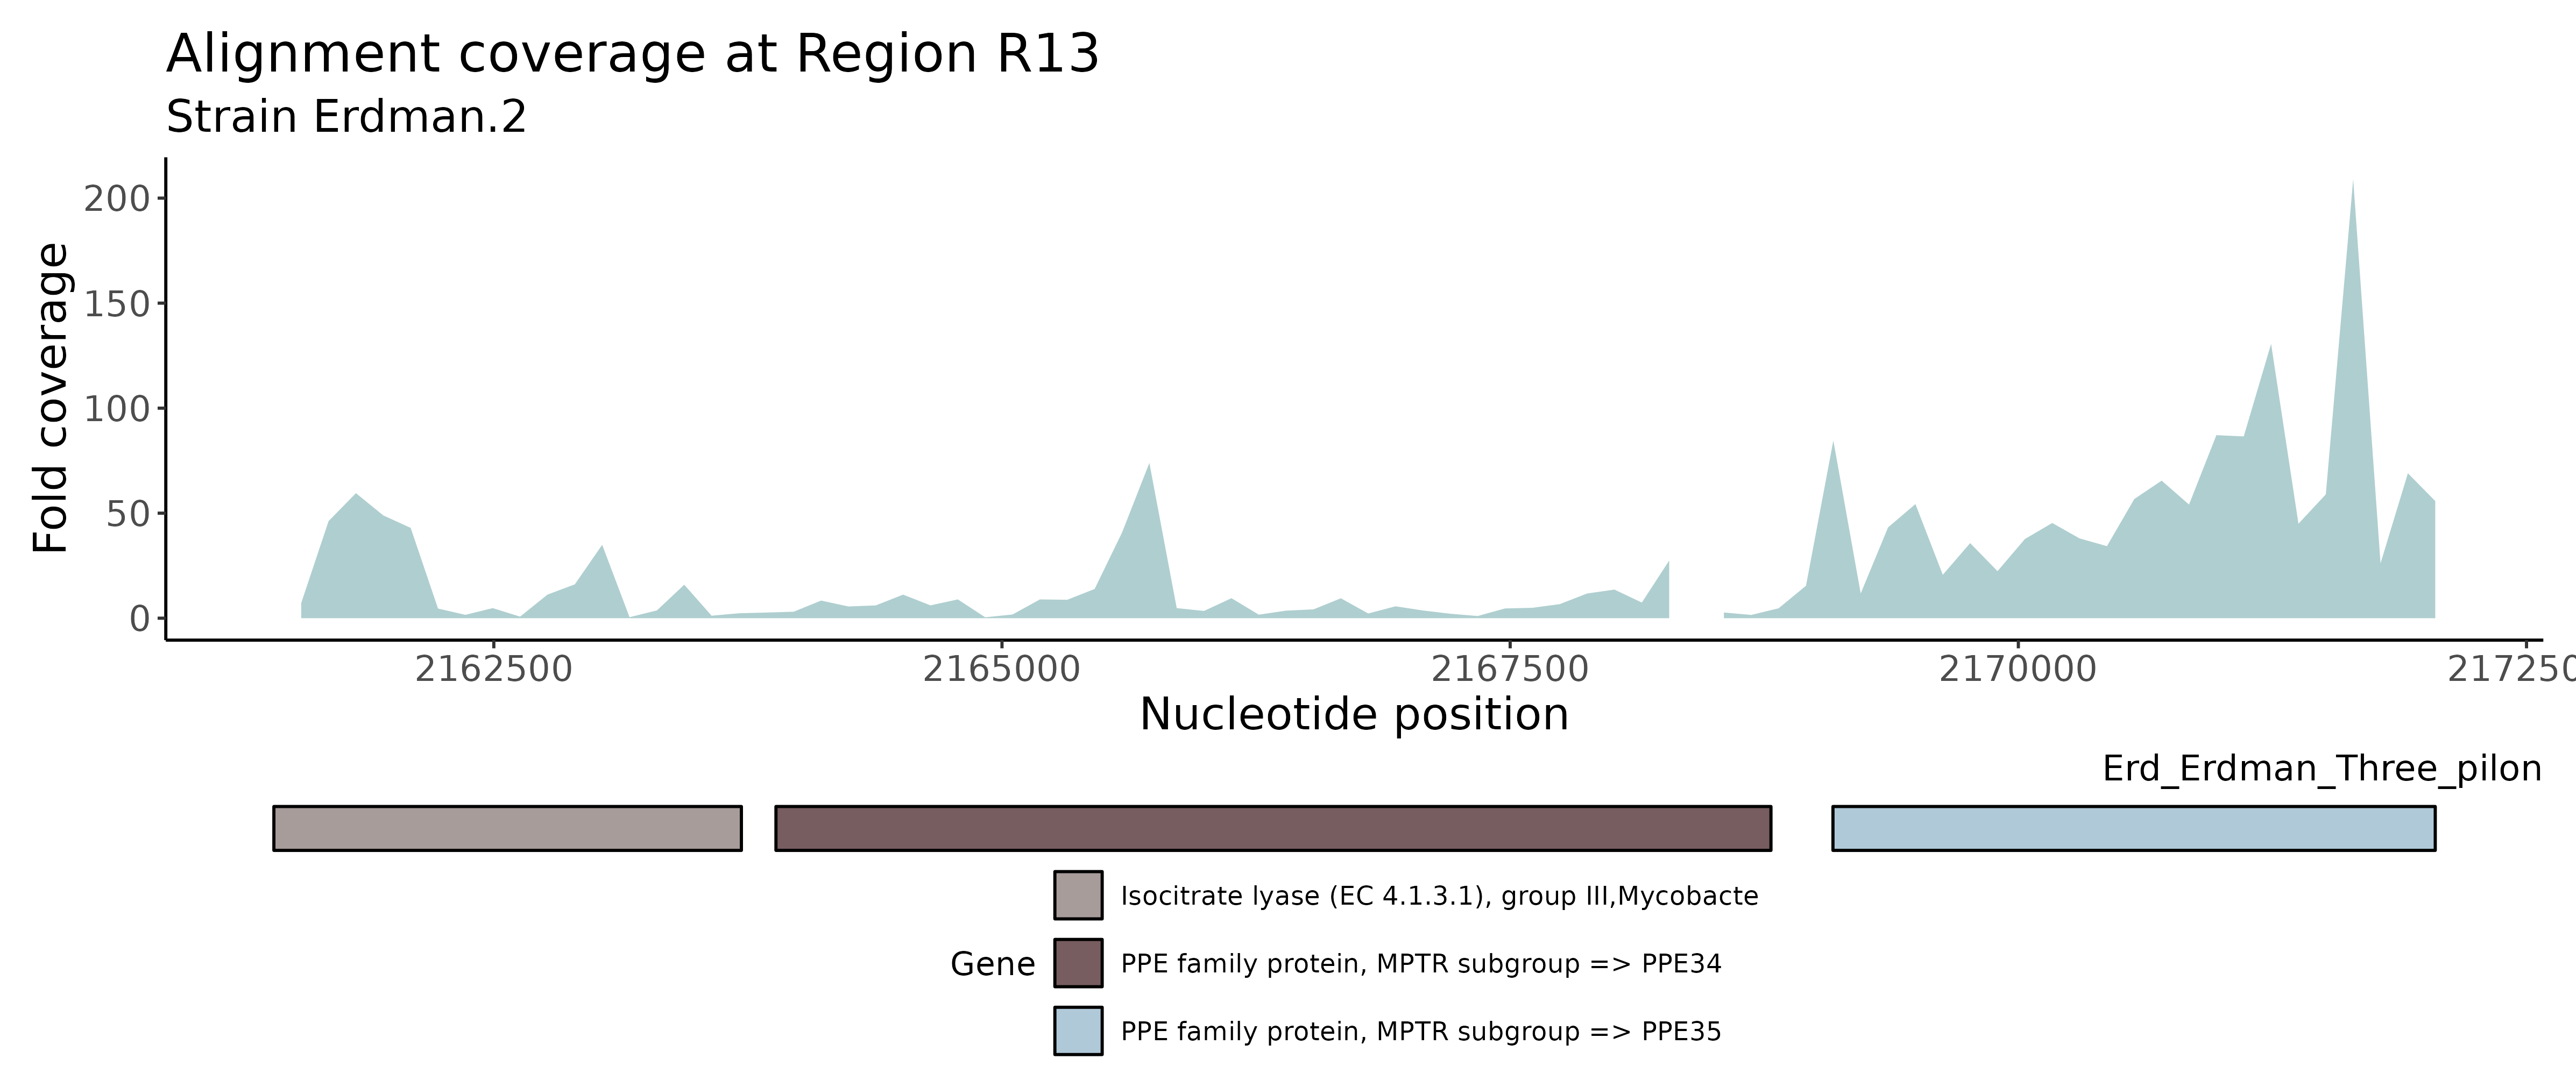 Alignment coverage at Region R13
Strain Erdman.2
Fold coverage
200
150
100
50
0
2162500
2165000
2167500
2170000
217250
Nucleotide position
Erd_Erdman_Three_pilon
Gene
Isocitrate lyase (EC 4.1.3.1), group III,Mycobacte
PPE family protein, MPTR subgroup => PPE34
PPE family protein, MPTR subgroup => PPE35